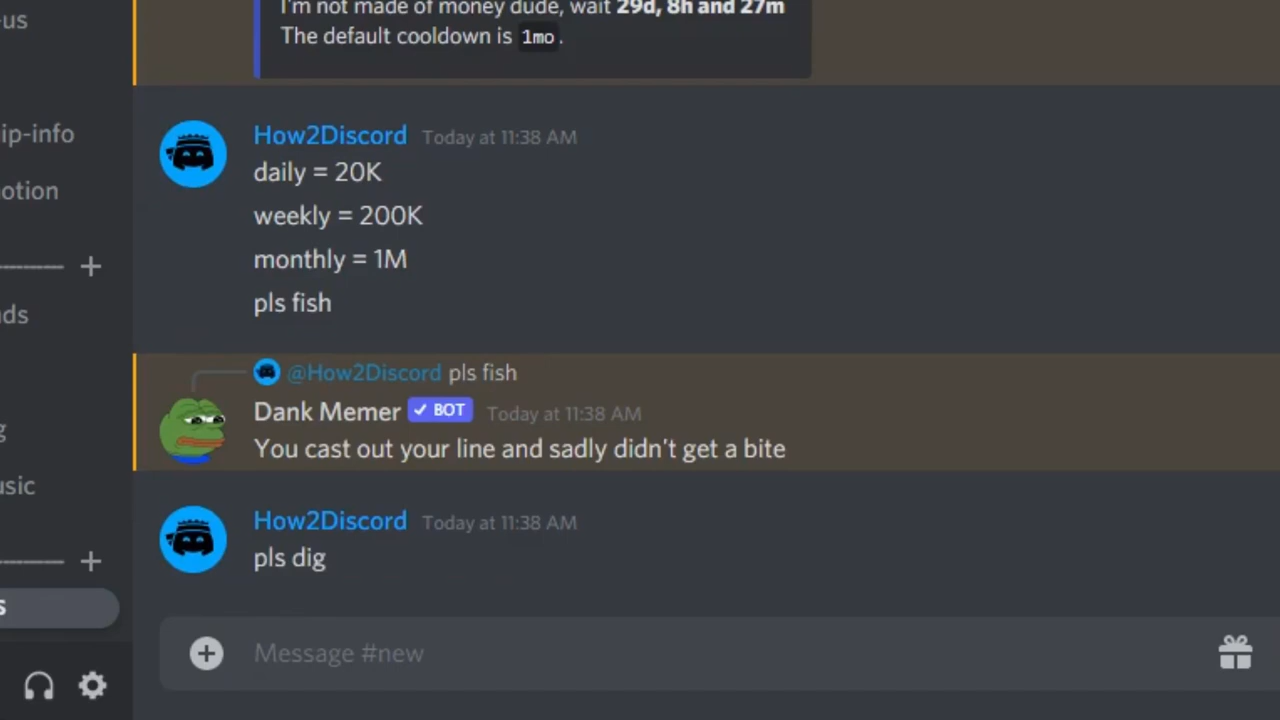 -us
I'm not made of money dude, wait 29d, 8h and 27m
The default cooldown is 1mo.
ip-info
otion
How2Discord Today at 11:38 AM
daily = 20K
weekly = 200K
monthly = 1M
pls fish
ds
@How2Discord pls fish
Dank Memer ✓ BOT Today at 11:38 AM
You cast out your line and sadly didn't get a bite
g
usic
How2Discord Today at 11:38 AM
pls dig
s
Message #new